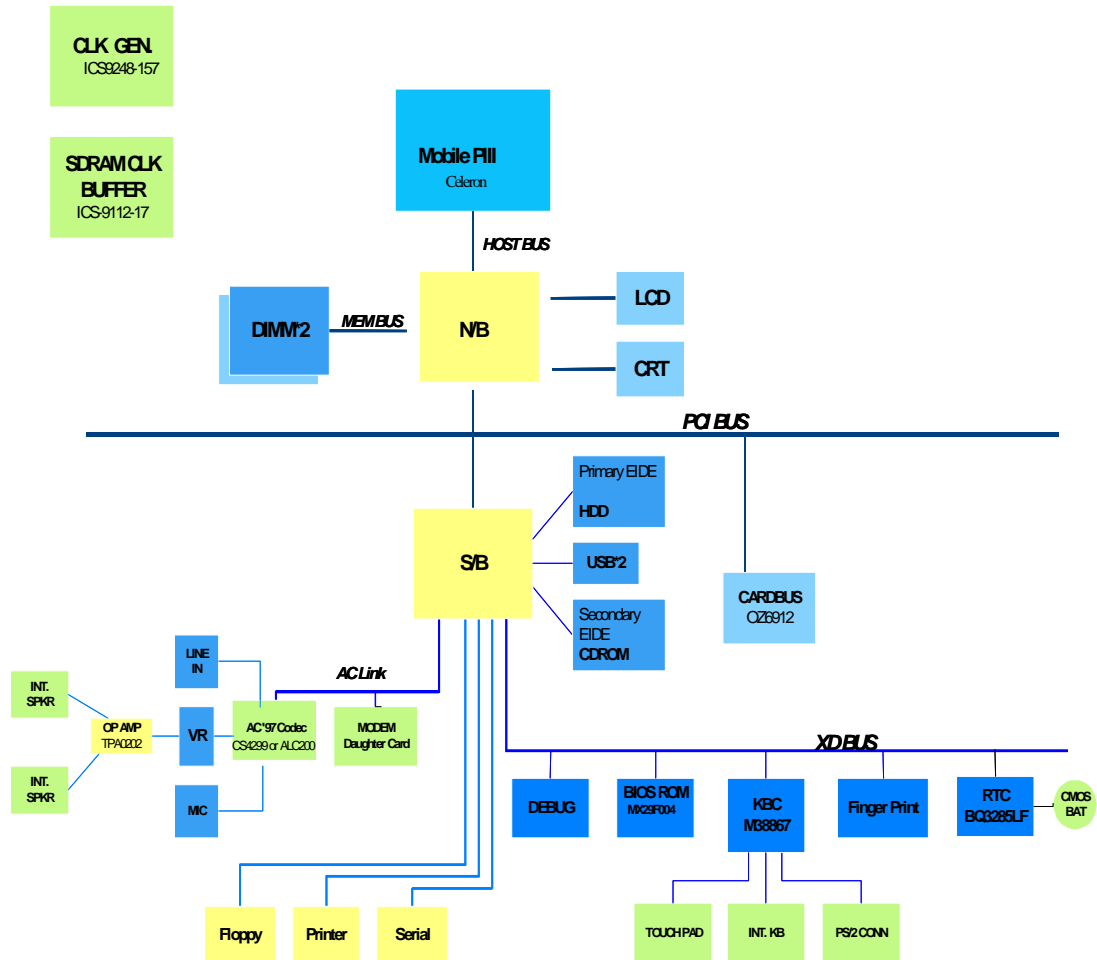 CLK GEN.
ICS9248-157
SDRAM CLK
BUFFER
ICS-9112-17
Mobile PIII
Celeron
HOST BUS
DIMM*2
MEM BUS
N/B
LCD
CRT
PCI BUS
Primary EIDE
HDD
S/B
USB*2
Secondary
EIDE
CDROM
CARDBUS
OZ6912
LINE
IN
AC Link
INT.
SPKR
OP AMP
TPA0202
VR
AC'97 Codec
CS4299 or ALC200
MODEM
Daughter Card
INT.
SPKR
MIC
XD BUS
DEBUG
BIOS ROM
MX29F004
KBC
M38867
Finger Print
RTC
BQ3285LF
CMOS
BAT
Floppy
Printer
Serial
TOUCH PAD
INT. KB
PS/2 CONN